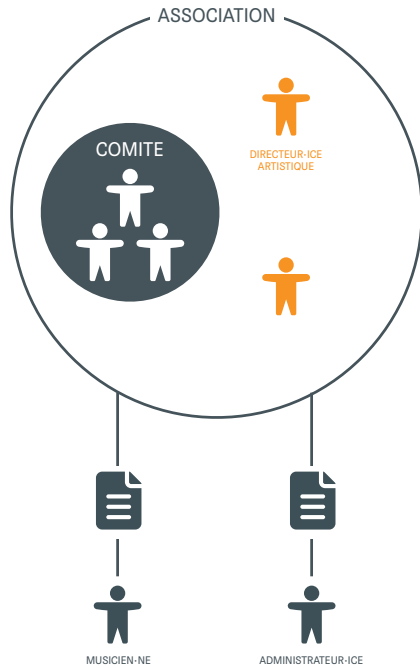 ASSOCIATION
COMITE
DIRECTEUR·ICE
ARTISTIQUE
MUSICIEN·NE
ADMINISTRATEUR·ICE